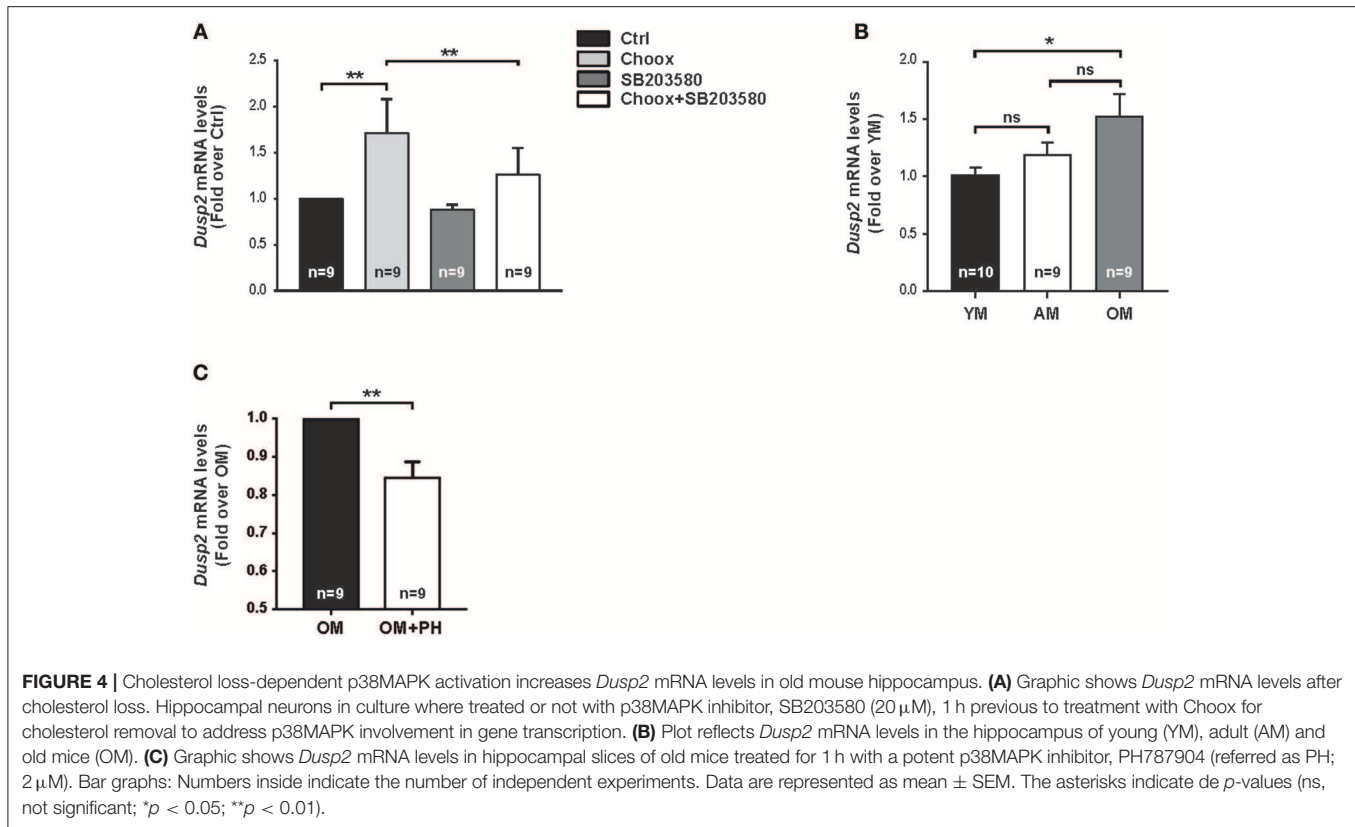 A
Dusp2 mRNA levels
(Fold over Ctrl)
2.5
2.0
1.5
1.0
0.5
0.0
**
**
n=9
n=9
n=9
n=9
Ctrl
Choox
SB203580
Choox+SB203580
B
Dusp2 mRNA levels
(Fold over YM)
2.0
1.5
1.0
0.5
0.0
*
ns
ns
n=10
n=9
n=9
YM
AM
OM
C
Dusp2 mRNA levels
(Fold over OM)
1.0
0.9
0.8
0.7
0.6
0.5
**
n=9
n=9
OM
OM+PH
FIGURE 4 | Cholesterol loss-dependent p38MAPK activation increases Dusp2 mRNA levels in old mouse hippocampus. (A) Graphic shows Dusp2 mRNA levels after
cholesterol loss. Hippocampal neurons in culture where treated or not with p38MAPK inhibitor, SB203580 (20 μM), 1 h previous to treatment with Choox for
cholesterol removal to address p38MAPK involvement in gene transcription. (B) Plot reflects Dusp2 mRNA levels in the hippocampus of young (YM), adult (AM) and
old mice (OM). (C) Graphic shows Dusp2 mRNA levels in hippocampal slices of old mice treated for 1 h with a potent p38MAPK inhibitor, PH787904 (referred as PH;
2 μM). Bar graphs: Numbers inside indicate the number of independent experiments. Data are represented as mean ± SEM. The asterisks indicate de p-values (ns,
not significant; *p < 0.05; **p < 0.01).